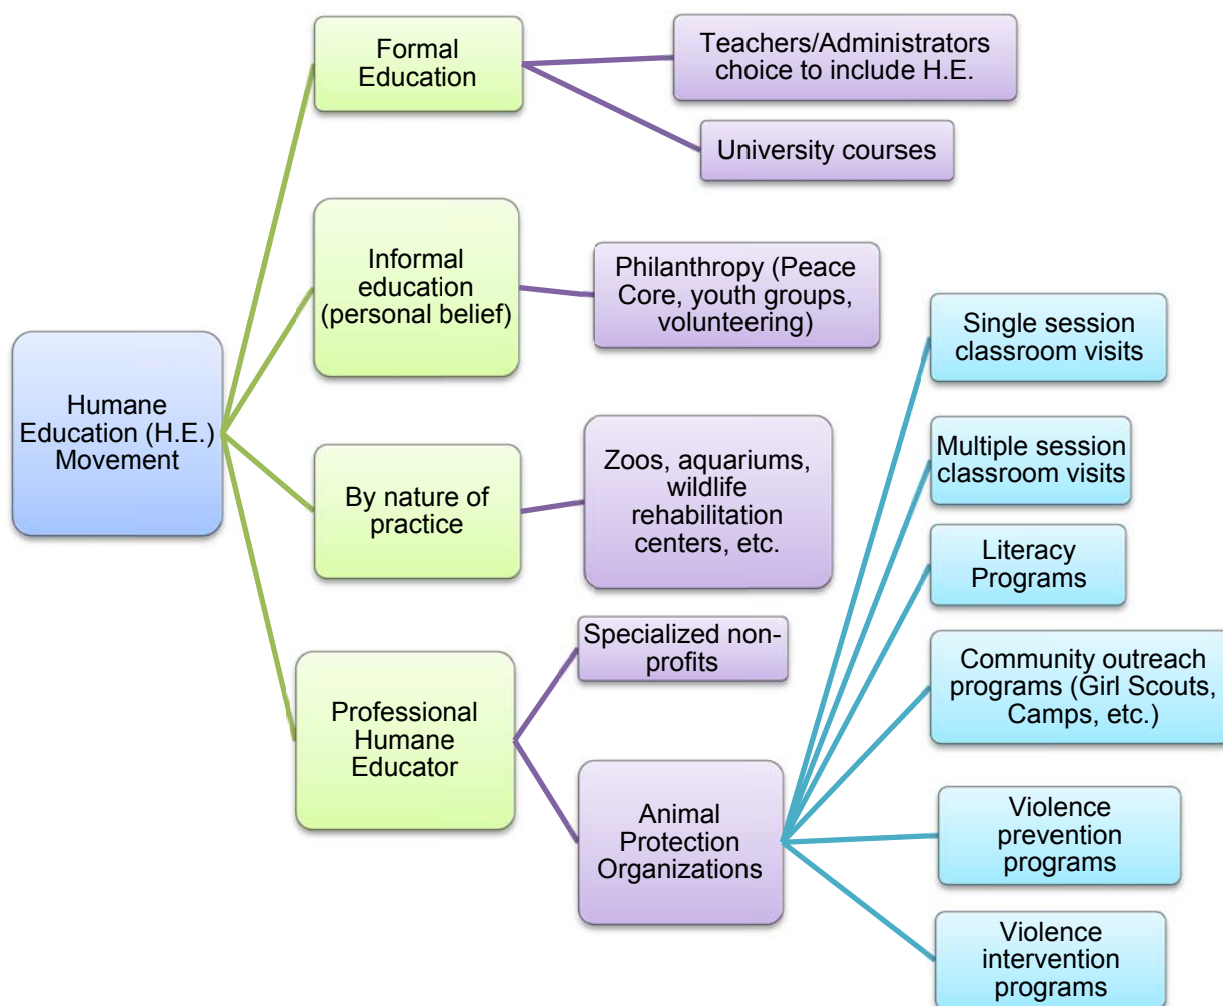 Formal
Education
Teachers/Administrators
choice to include H.E.
University courses
Informal
education
(personal belief)
Philanthropy (Peace
Core, youth groups,
volunteering)
Single session
classroom visits
Humane
Education (H.E.)
Movement
Multiple session
classroom visits
By nature of
practice
Zoos, aquariums,
wildlife
rehabilitation
centers, etc.
Literacy
Programs
Specialized non-
profits
Community outreach
programs (Girl Scouts,
Camps, etc.)
Professional
Humane
Educator
Animal
Protection
Organizations
Violence
prevention
programs
Violence
intervention
programs